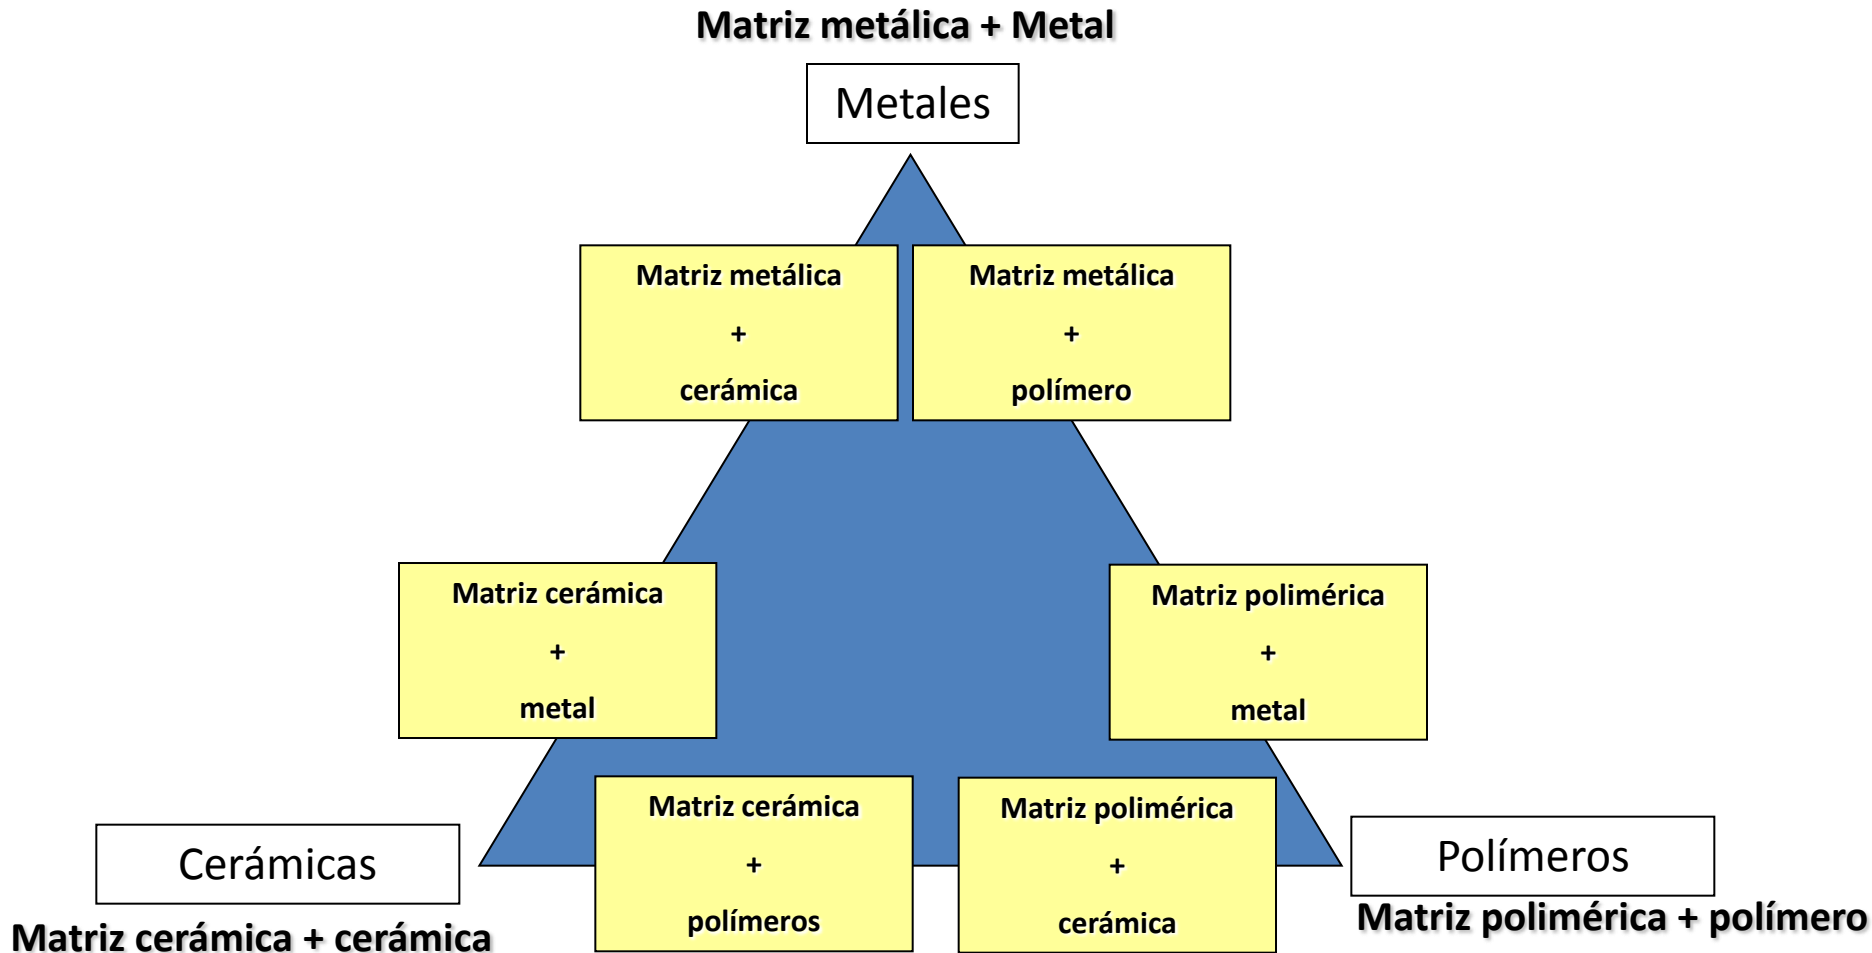 Matriz metálica + Metal
Metales
Matriz metálica
+
cerámica
Matriz metálica
+
polímero
Matriz cerámica
+
metal
Matriz polimérica
+
metal
Matriz cerámica
+
polímeros
Matriz polimérica
+
cerámica
Cerámicas
Matriz cerámica + cerámica
Polímeros
Matriz polimérica + polímero